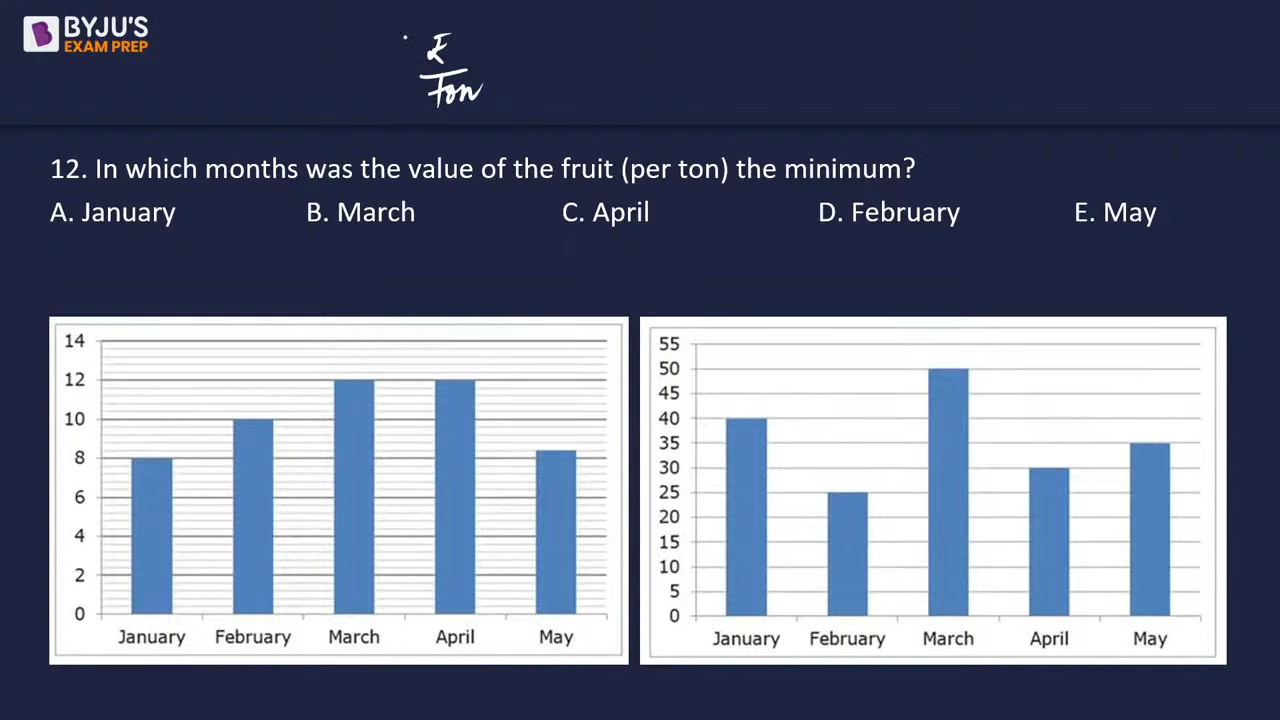 BYJU'S
EXAM PREP
Ton
12. In which months was the value of the fruit (per ton) the minimum?
A. January B. March C. April D. February E. May
14
12
10
8
6
4
2
0
January February March April May
55
50
45
40
35
30
25
20
15
10
5
0
January February March April May